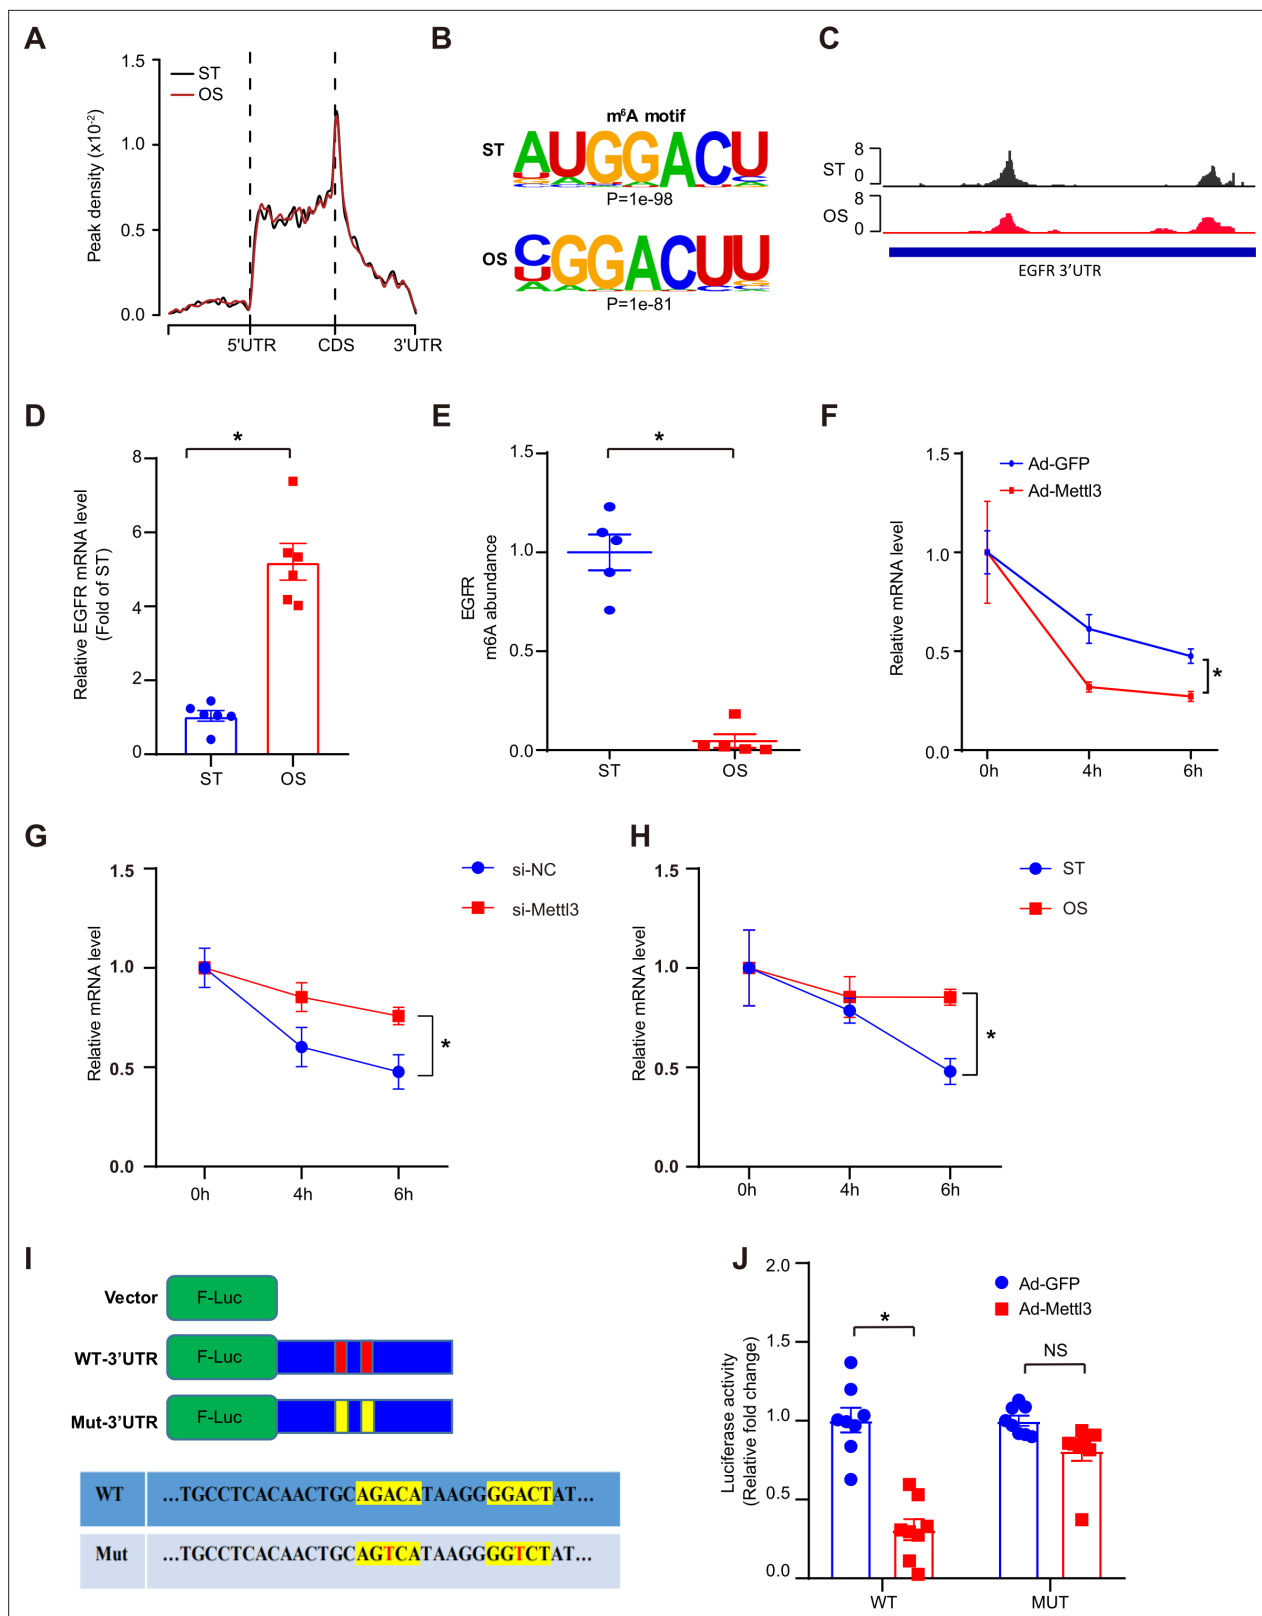 A
1.5
1.0
0.5
0.0
Peak density (x10⁻²)
ST
OS
5'UTR
CDS
3'UTR
B
m⁶A motif
ST
AUGGACU
P=1e-98
OS
CGGACUU
P=1e-81
C
ST
8
0
OS
8
0
EGFR 3'UTR
D
*
8
6
4
2
0
Relative EGFR mRNA level
(Fold of ST)
ST
OS
E
*
1.5
1.0
0.5
0.0
EGFR
m6A abundance
ST
OS
F
1.5
1.0
0.5
0.0
Relative mRNA level
Ad-GFP
Ad-Mettl3
*
0h
4h
6h
G
1.5
1.0
0.5
0.0
Relative mRNA level
si-NC
si-Mettl3
*
0h
4h
6h
H
1.5
1.0
0.5
0.0
Relative mRNA level
ST
OS
*
0h
4h
6h
I
Vector
F-Luc
WT-3'UTR
F-Luc
Mut-3'UTR
F-Luc
WT
...TGCCTCACAACTGCAGACATAAGGGGACTAT...
Mut
...TGCCTCACAACTGCAGTCATAAGGGGTCTAT...
J
2.0
1.5
1.0
0.5
0.0
Luciferase activity
(Relative fold change)
Ad-GFP
Ad-Mettl3
*
NS
WT
MUT